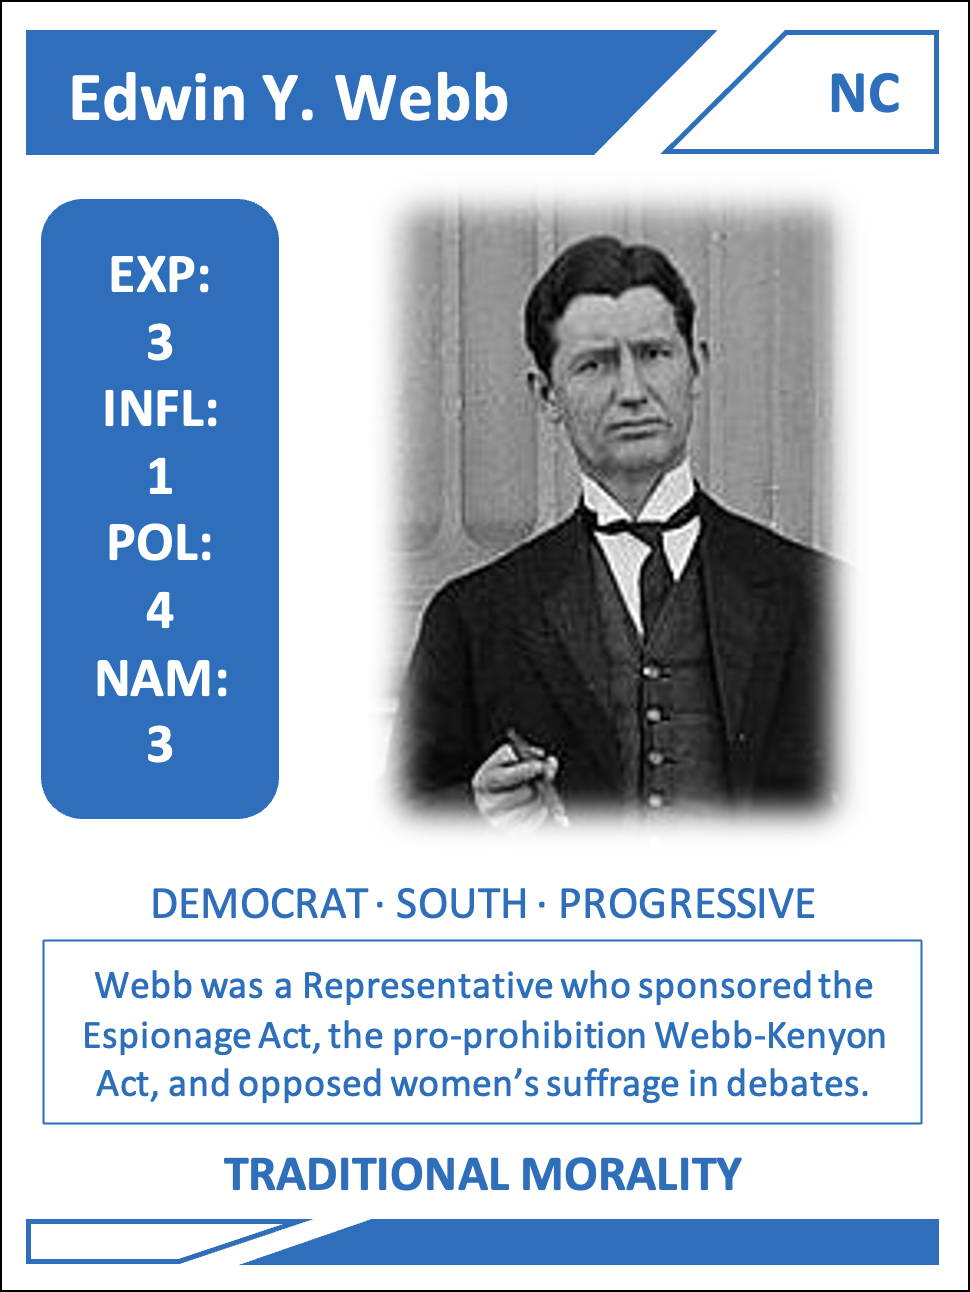 Edwin Y. Webb
NC
EXP:
3
INFL:
1
POL:
4
NAM:
3
DEMOCRAT · SOUTH · PROGRESSIVE
Webb was a Representative who sponsored the
Espionage Act, the pro-prohibition Webb-Kenyon
Act, and opposed women’s suffrage in debates.
TRADITIONAL MORALITY